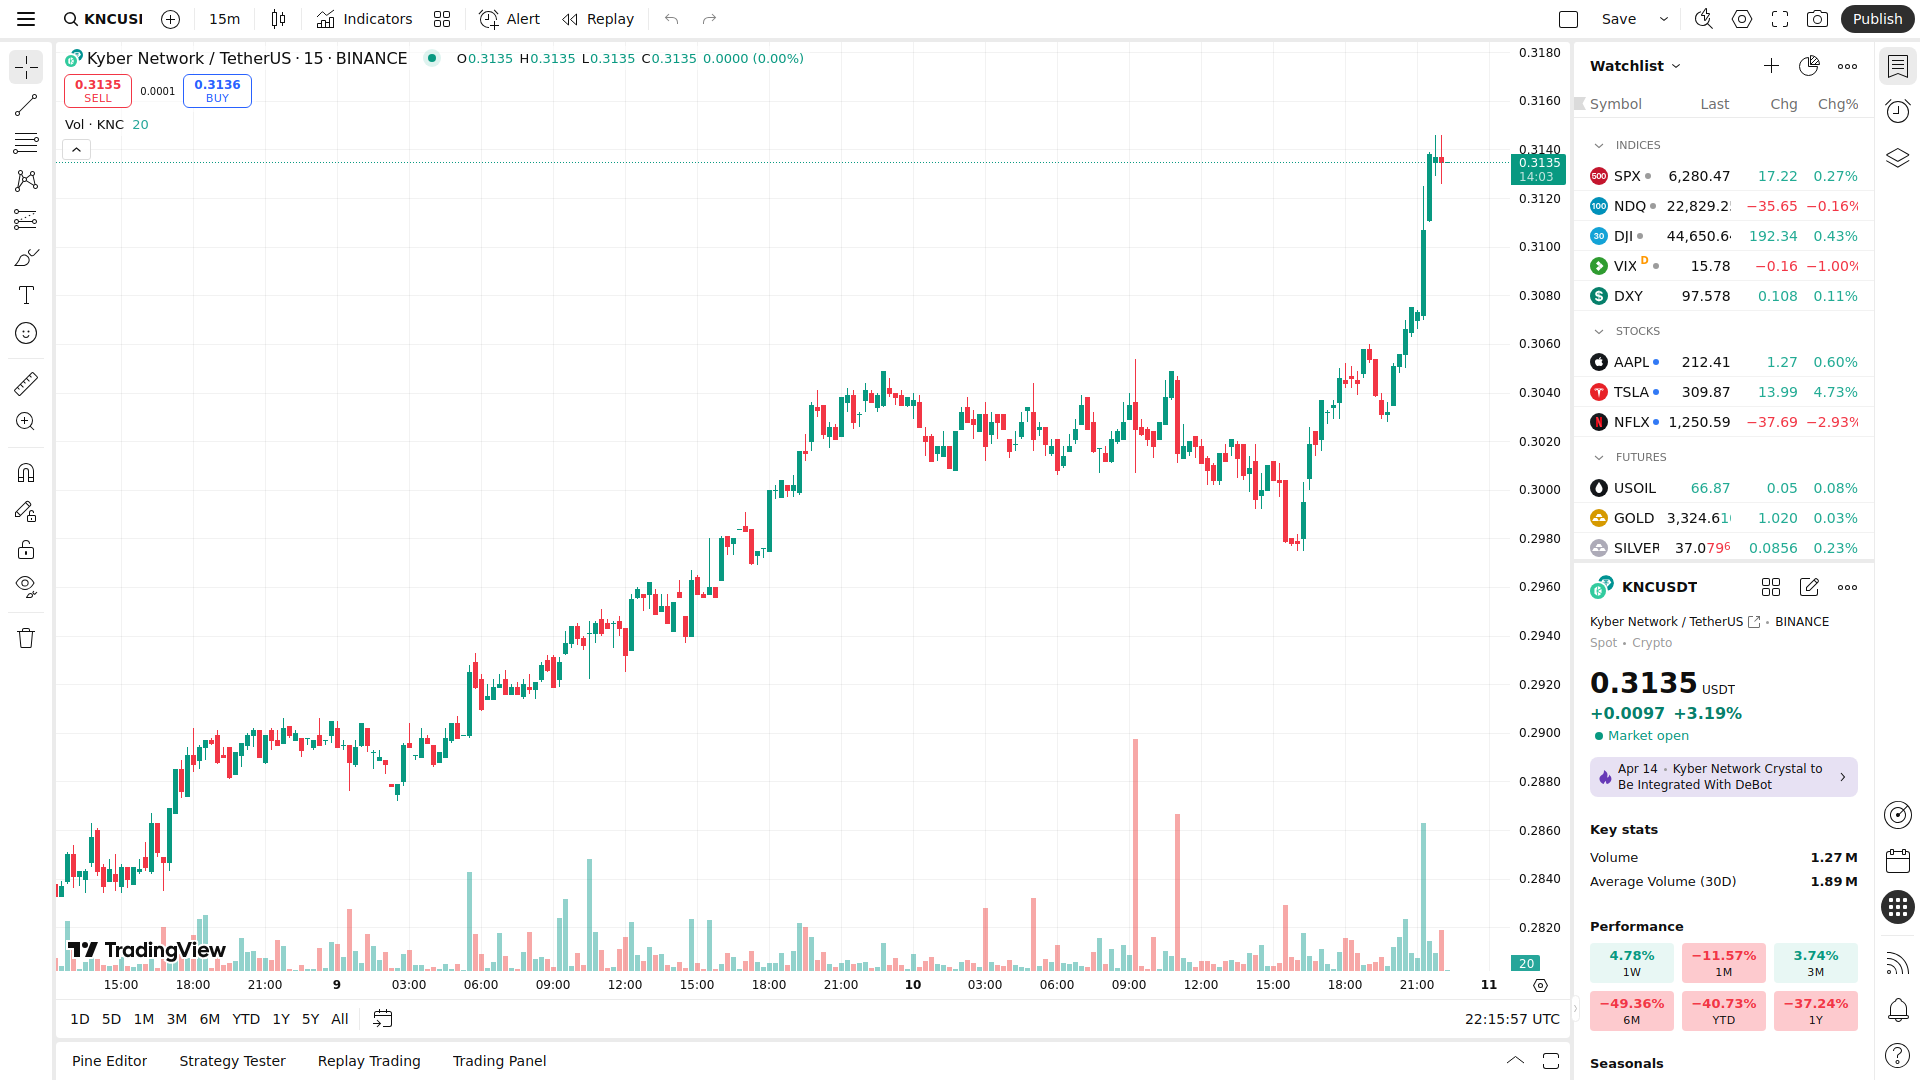 KNCUSI
15m
Indicators
Alert
Replay
Save
Publish
Kyber Network / TetherUS · 15 · BINANCE
O0.3135 H0.3135 L0.3135 C0.3135 0.0000 (0.00%)
0.3135
SELL
0.0001
0.3136
BUY
Vol · KNC 20
0.3180
0.3160
0.3140
0.3135
14:03
0.3120
0.3100
0.3080
0.3060
0.3040
0.3020
0.3000
0.2980
0.2960
0.2940
0.2920
0.2900
0.2880
0.2860
0.2840
0.2820
20
TradingView
15:00 18:00 21:00 9 03:00 06:00 09:00 12:00 15:00 18:00 21:00 10 03:00 06:00 09:00 12:00 15:00 18:00 21:00 11
1D 5D 1M 3M 6M YTD 1Y 5Y All
22:15:57 UTC
Pine Editor Strategy Tester Replay Trading Trading Panel
Watchlist
Symbol Last Chg Chg%
INDICES
500 SPX 6,280.47 17.22 0.27%
100 NDQ 22,829.2 −35.65 −0.16%
30 DJI 44,650.6 192.34 0.43%
VIX D 15.78 −0.16 −1.00%
$ DXY 97.578 0.108 0.11%
STOCKS
AAPL 212.41 1.27 0.60%
TSLA 309.87 13.99 4.73%
N NFLX 1,250.59 −37.69 −2.93%
FUTURES
USOIL 66.87 0.05 0.08%
GOLD 3,324.61 1.020 0.03%
SILVER 37.0796 0.0856 0.23%
KNCUSDT
Kyber Network / TetherUS • BINANCE
Spot • Crypto
0.3135 USDT
+0.0097 +3.19%
Market open
Apr 14 • Kyber Network Crystal to
Be Integrated With DeBot
Key stats
Volume 1.27 M
Average Volume (30D) 1.89 M
Performance
4.78% −11.57% 3.74%
1W 1M 3M
−49.36% −40.73% −37.24%
6M YTD 1Y
Seasonals